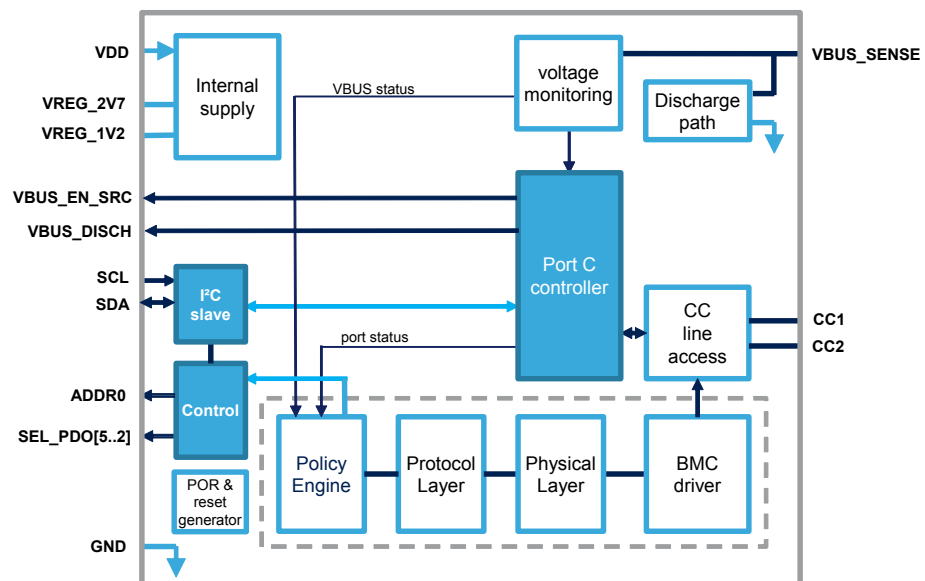 VDD
VREG_2V7
VREG_1V2
Internal
supply
VBUS status
voltage
monitoring
VBUS_SENSE
Discharge
path
VBUS_EN_SRC
VBUS_DISCH
Port C
controller
SCL
SDA
I²C
slave
port status
CC
line
access
CC1
CC2
ADDR0
SEL_PDO[5..2]
Control
Policy
Engine
Protocol
Layer
Physical
Layer
BMC
driver
POR &
reset
generator
GND